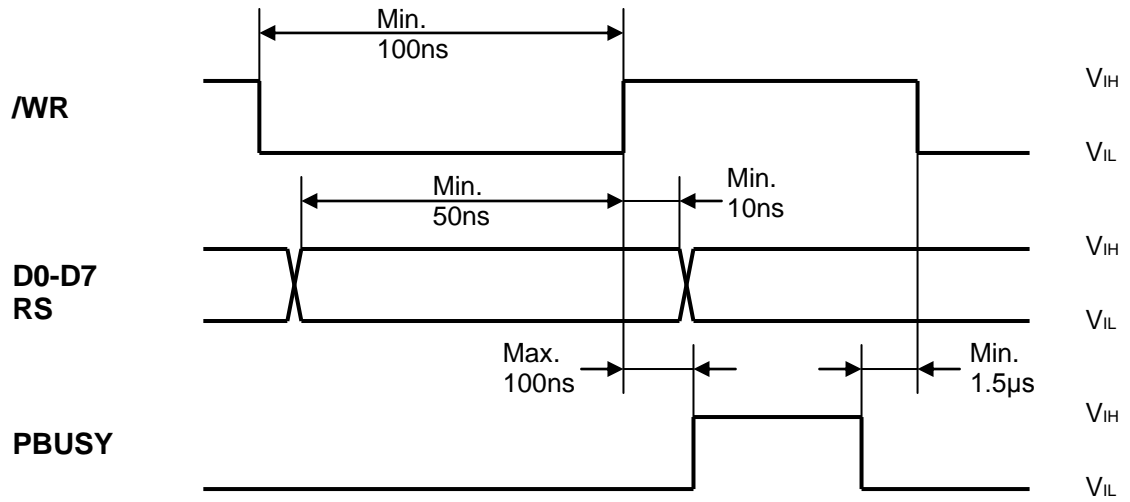 Min.
100ns
/WR
VIH
VIL
Min.
50ns
Min.
10ns
D0-D7
RS
VIH
VIL
Max.
100ns
Min.
1.5µs
PBUSY
VIH
VIL